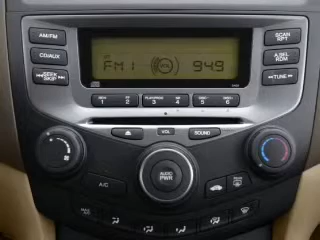 AM/FM
SCAN
RPT
CD/AUX
FM1 94.9
A.SEL
RDM
SEEK
SKIP
TUNE
1 2 3 4 5 6
VOL
SOUND
AUDIO
PWR
A/C
MAX